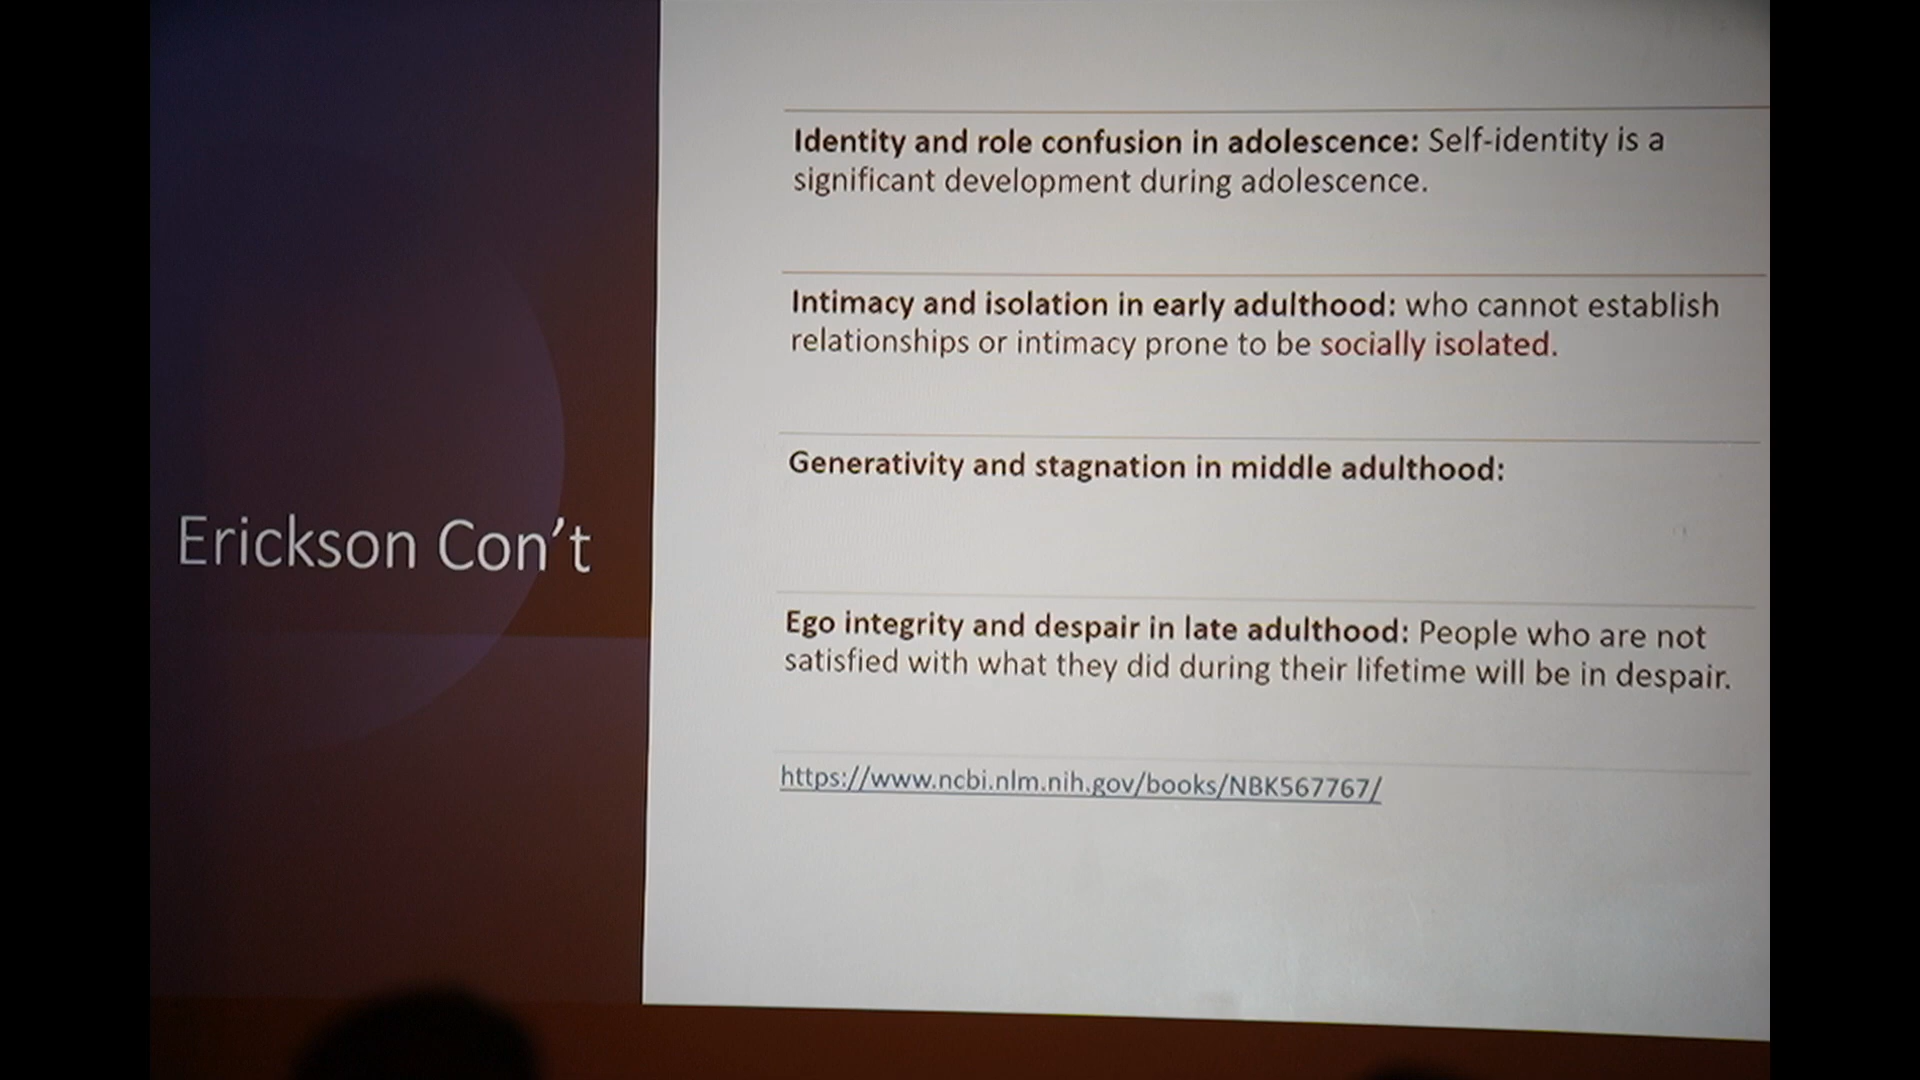 Erickson Con't
Identity and role confusion in adolescence: Self-identity is a
significant development during adolescence.
Intimacy and isolation in early adulthood: who cannot establish
relationships or intimacy prone to be socially isolated.
Generativity and stagnation in middle adulthood:
Ego integrity and despair in late adulthood: People who are not
satisfied with what they did during their lifetime will be in despair.
https://www.ncbi.nlm.nih.gov/books/NBK567767/